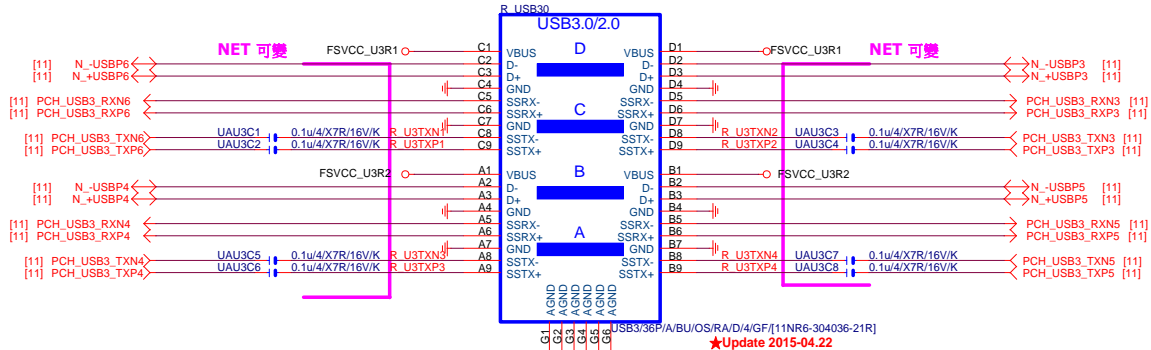 R_USB30
USB3.0/2.0
NET 可變
NET 可變
FSVCC_U3R1 C1 VBUS D VBUS D1 FSVCC_U3R1
[11] N_-USBP6 C2 D- D- D2 N_-USBP3 [11]
[11] N_+USBP6 C3 D+ D+ D3 N_+USBP3 [11]
C4 GND GND D4
[11] PCH_USB3_RXN6 C5 SSRX- SSRX- D5 PCH_USB3_RXN3 [11]
[11] PCH_USB3_RXP6 C6 SSRX+ C SSRX+ D6 PCH_USB3_RXP3 [11]
C7 GND GND D7
[11] PCH_USB3_TXN6 UAU3C1 0.1u/4/X7R/16V/K R_U3TXN1 C8 SSTX- SSTX- D8 R_U3TXN2 UAU3C3 0.1u/4/X7R/16V/K PCH_USB3_TXN3 [11]
[11] PCH_USB3_TXP6 UAU3C2 0.1u/4/X7R/16V/K R_U3TXP1 C9 SSTX+ SSTX+ D9 R_U3TXP2 UAU3C4 0.1u/4/X7R/16V/K PCH_USB3_TXP3 [11]
FSVCC_U3R2 A1 VBUS B VBUS B1 FSVCC_U3R2
[11] N_-USBP4 A2 D- D- B2 N_-USBP5 [11]
[11] N_+USBP4 A3 D+ D+ B3 N_+USBP5 [11]
A4 GND GND B4
[11] PCH_USB3_RXN4 A5 SSRX- SSRX- B5 PCH_USB3_RXN5 [11]
[11] PCH_USB3_RXP4 A6 SSRX+ A SSRX+ B6 PCH_USB3_RXP5 [11]
A7 GND GND B7
[11] PCH_USB3_TXN4 UAU3C5 0.1u/4/X7R/16V/K R_U3TXN3 A8 SSTX- SSTX- B8 R_U3TXN4 UAU3C7 0.1u/4/X7R/16V/K PCH_USB3_TXN5 [11]
[11] PCH_USB3_TXP4 UAU3C6 0.1u/4/X7R/16V/K R_U3TXP3 A9 SSTX+ SSTX+ B9 R_U3TXP4 UAU3C8 0.1u/4/X7R/16V/K PCH_USB3_TXP5 [11]
AGND AGND AGND AGND AGND AGND
G1 G2 G3 G4 G5 G6
USB3/36P/A/BU/OS/RA/D/4/GF/[11NR6-304036-21R]
★Update 2015-04.22